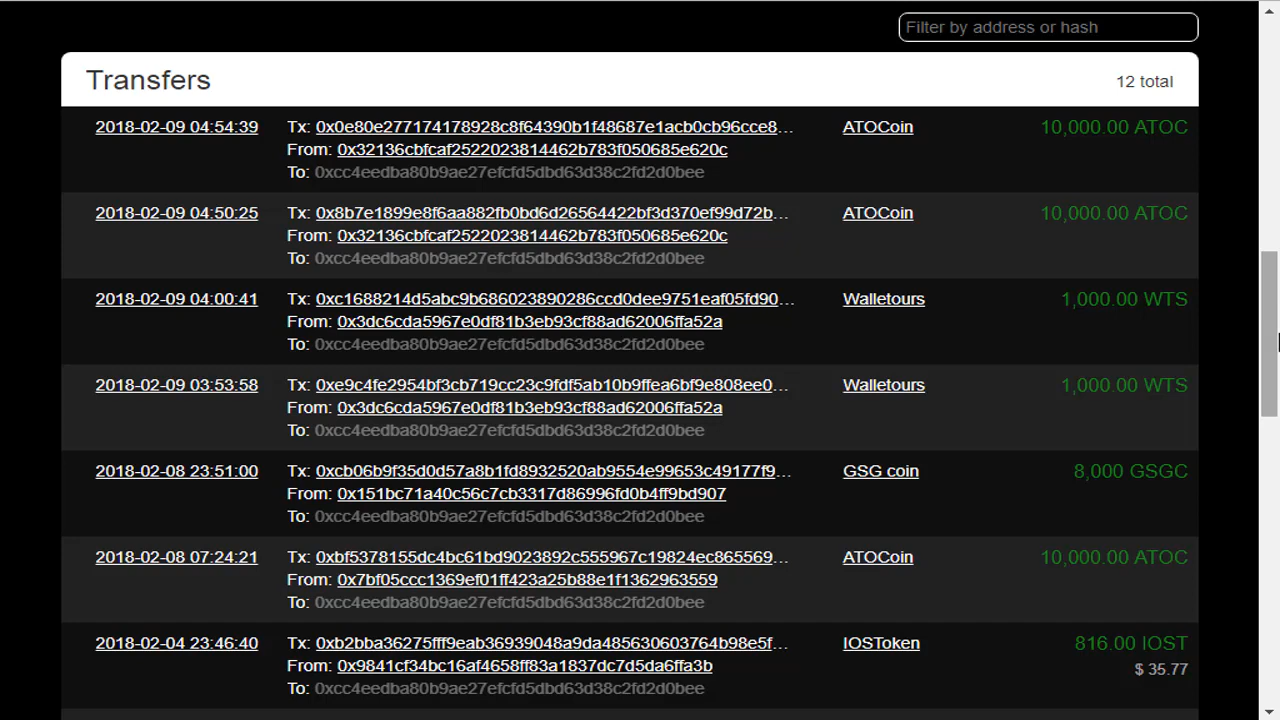 Filter by address or hash
Transfers 12 total
2018-02-09 04:54:39 Tx: 0x0e80e277174178928c8f64390b1f48687e1acb0cb96cce8... ATOCoin 10,000.00 ATOC
From: 0x32136cbfcaf2522023814462b783f050685e620c
To: 0xcc4eedba80b9ae27efcfd5dbd63d38c2fd2d0bee
2018-02-09 04:50:25 Tx: 0x8b7e1899e8f6aa882fb0bd6d26564422bf3d370ef99d72b... ATOCoin 10,000.00 ATOC
From: 0x32136cbfcaf2522023814462b783f050685e620c
To: 0xcc4eedba80b9ae27efcfd5dbd63d38c2fd2d0bee
2018-02-09 04:00:41 Tx: 0xc1688214d5abc9b686023890286ccd0dee9751eaf05fd90... Walletours 1,000.00 WTS
From: 0x3dc6cda5967e0df81b3eb93cf88ad62006ffa52a
To: 0xcc4eedba80b9ae27efcfd5dbd63d38c2fd2d0bee
2018-02-09 03:53:58 Tx: 0xe9c4fe2954bf3cb719cc23c9fdf5ab10b9ffea6bf9e808ee0... Walletours 1,000.00 WTS
From: 0x3dc6cda5967e0df81b3eb93cf88ad62006ffa52a
To: 0xcc4eedba80b9ae27efcfd5dbd63d38c2fd2d0bee
2018-02-08 23:51:00 Tx: 0xcb06b9f35d0d57a8b1fd8932520ab9554e99653c49177f9... GSG coin 8,000 GSGC
From: 0x151bc71a40c56c7cb3317d86996fd0b4ff9bd907
To: 0xcc4eedba80b9ae27efcfd5dbd63d38c2fd2d0bee
2018-02-08 07:24:21 Tx: 0xbf5378155dc4bc61bd9023892c555967c19824ec865569... ATOCoin 10,000.00 ATOC
From: 0x7bf05ccc1369ef01ff423a25b88e1f1362963559
To: 0xcc4eedba80b9ae27efcfd5dbd63d38c2fd2d0bee
2018-02-04 23:46:40 Tx: 0xb2bba36275fff9eab36939048a9da485630603764b98e5f... IOSToken 816.00 IOST
From: 0x9841cf34bc16af4658ff83a1837dc7d5da6ffa3b $ 35.77
To: 0xcc4eedba80b9ae27efcfd5dbd63d38c2fd2d0bee